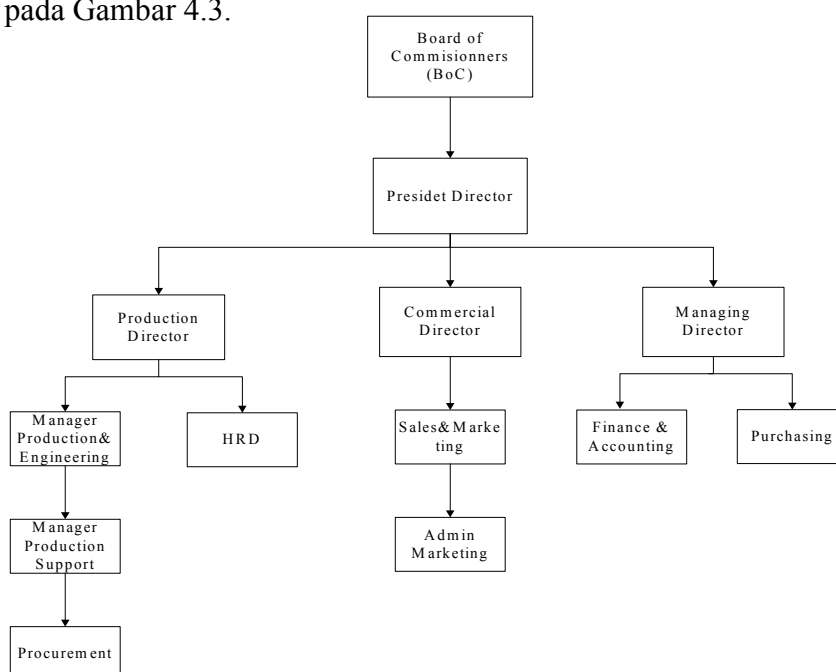 pada Gambar 4.3.
Board of
Commisionners
(BoC)
Presidet Director
Production
Director
Commercial
Director
Managing
Director
Manager
Production&
Engineering
HRD
Sales&Marke
ting
Finance &
Accounting
Purchasing
Manager
Production
Support
Admin
Marketing
Procurement